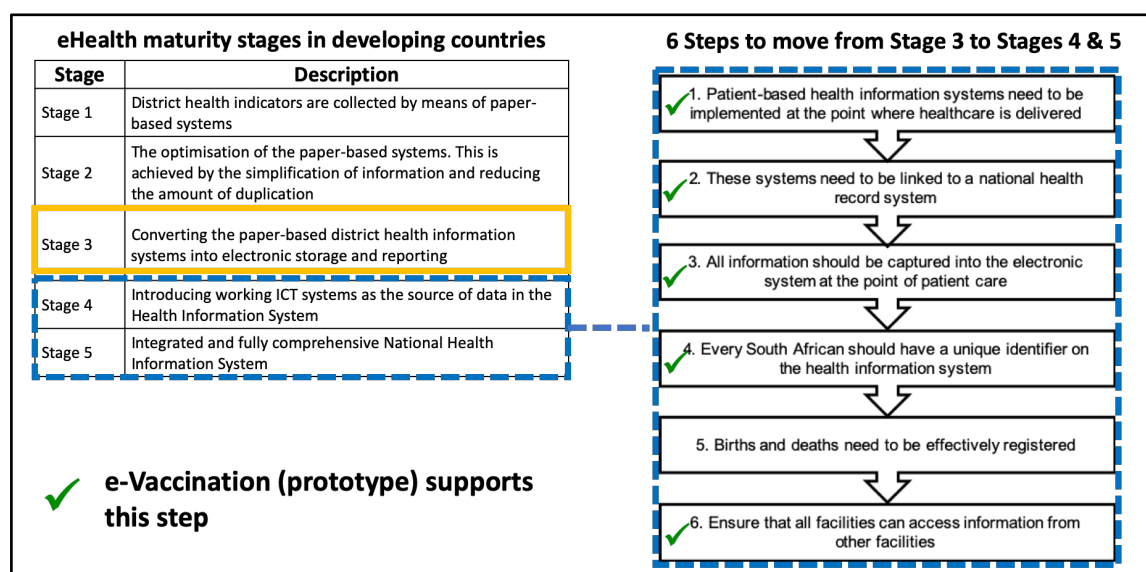 eHealth maturity stages in developing countries
Stage Description
Stage 1 District health indicators are collected by means of paper-
based systems
Stage 2 The optimisation of the paper-based systems. This is
achieved by the simplification of information and reducing
the amount of duplication
Stage 3 Converting the paper-based district health information
systems into electronic storage and reporting
Stage 4 Introducing working ICT systems as the source of data in the
Health Information System
Stage 5 Integrated and fully comprehensive National Health
Information System
e-Vaccination (prototype) supports
this step
6 Steps to move from Stage 3 to Stages 4 & 5
1. Patient-based health information systems need to be
implemented at the point where healthcare is delivered
2. These systems need to be linked to a national health
record system
3. All information should be captured into the electronic
system at the point of patient care
4. Every South African should have a unique identifier on
the health information system
5. Births and deaths need to be effectively registered
6. Ensure that all facilities can access information from
other facilities